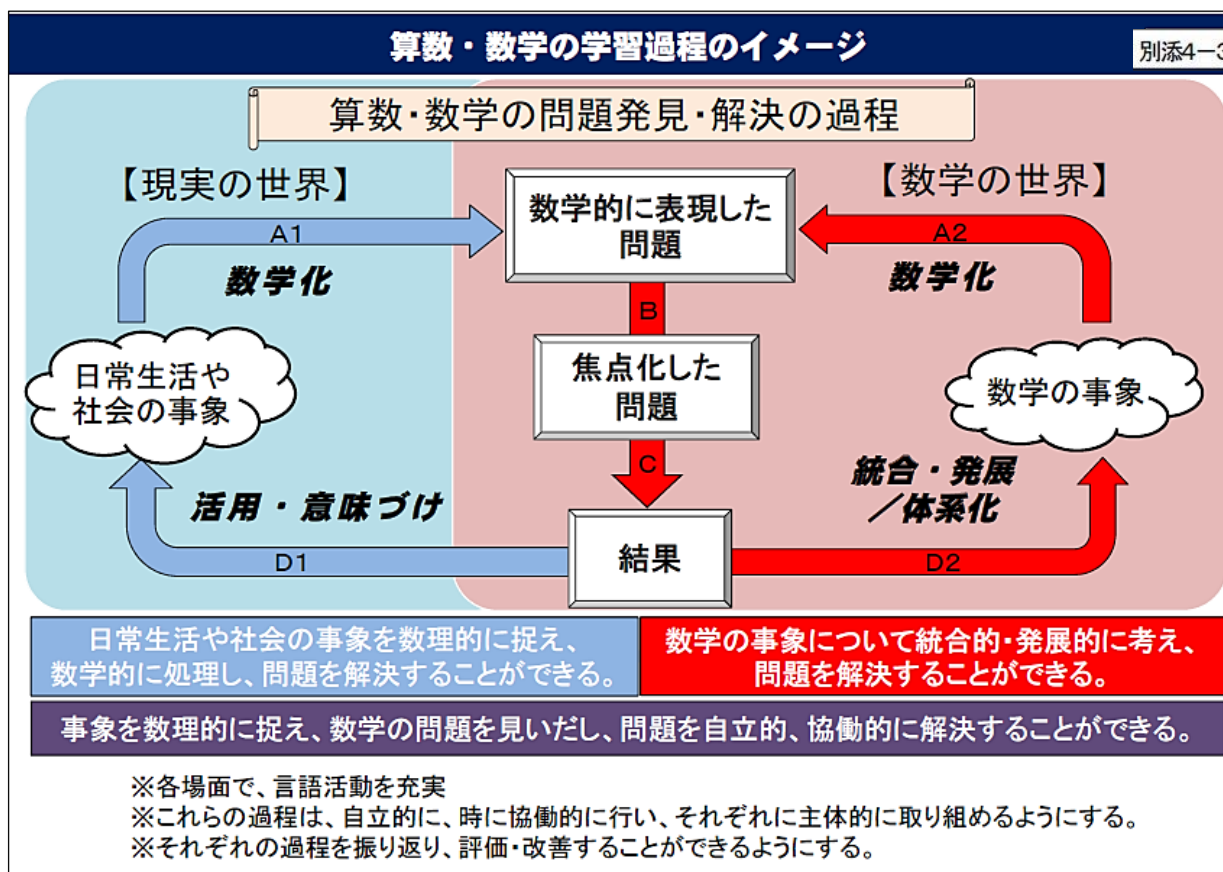 算数・数学の学習過程のイメージ
別添4－3
算数・数学の問題発見・解決の過程
【現実の世界】
【数学の世界】
数学的に表現した
問題
A1
A2
数学化
数学化
B
日常生活や
社会の事象
焦点化した
問題
数学の事象
C
活用・意味づけ
統合・発展
／体系化
結果
D1
D2
日常生活や社会の事象を数理的に捉え、
数学的に処理し、問題を解決することができる。
数学の事象について統合的・発展的に考え、
問題を解決することができる。
事象を数理的に捉え、数学の問題を見いだし、問題を自立的、協働的に解決することができる。
※各場面で、言語活動を充実
※これらの過程は、自立的に、時に協働的に行い、それぞれに主体的に取り組めるようにする。
※それぞれの過程を振り返り、評価・改善することができるようにする。